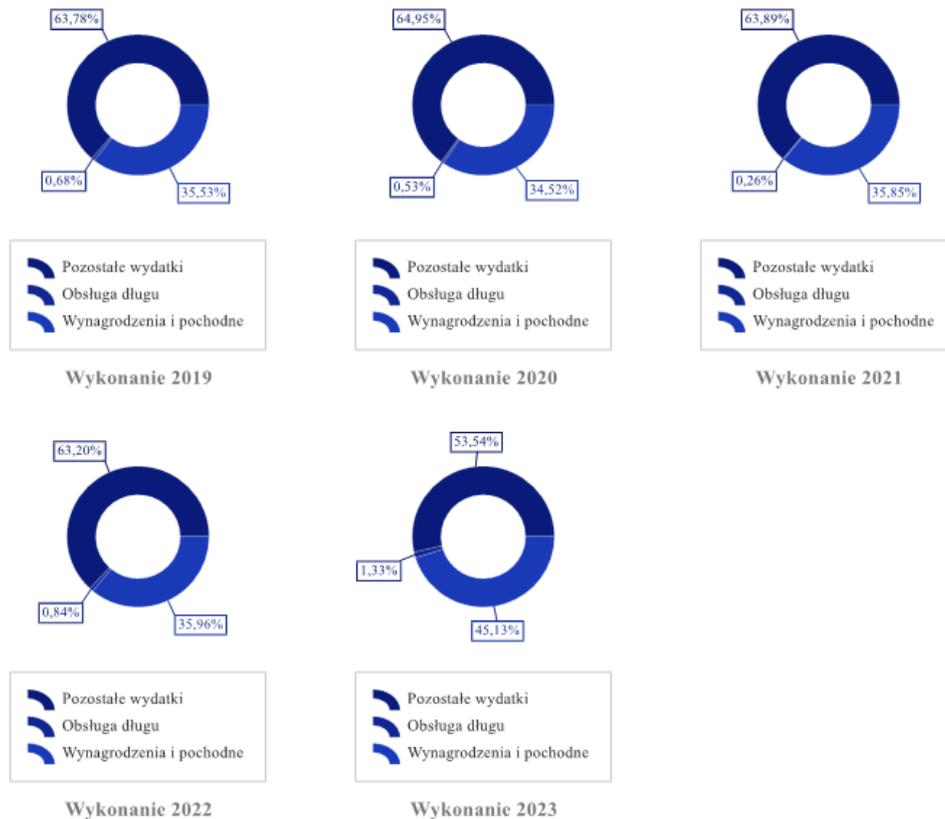 63,78%
0,68%
35,53%
Pozostałe wydatki
Obsługa długu
Wynagrodzenia i pochodne
Wykonanie 2019
64,95%
0,53%
34,52%
Pozostałe wydatki
Obsługa długu
Wynagrodzenia i pochodne
Wykonanie 2020
63,89%
0,26%
35,85%
Pozostałe wydatki
Obsługa długu
Wynagrodzenia i pochodne
Wykonanie 2021
63,20%
0,84%
35,96%
Pozostałe wydatki
Obsługa długu
Wynagrodzenia i pochodne
Wykonanie 2022
53,54%
1,33%
45,13%
Pozostałe wydatki
Obsługa długu
Wynagrodzenia i pochodne
Wykonanie 2023